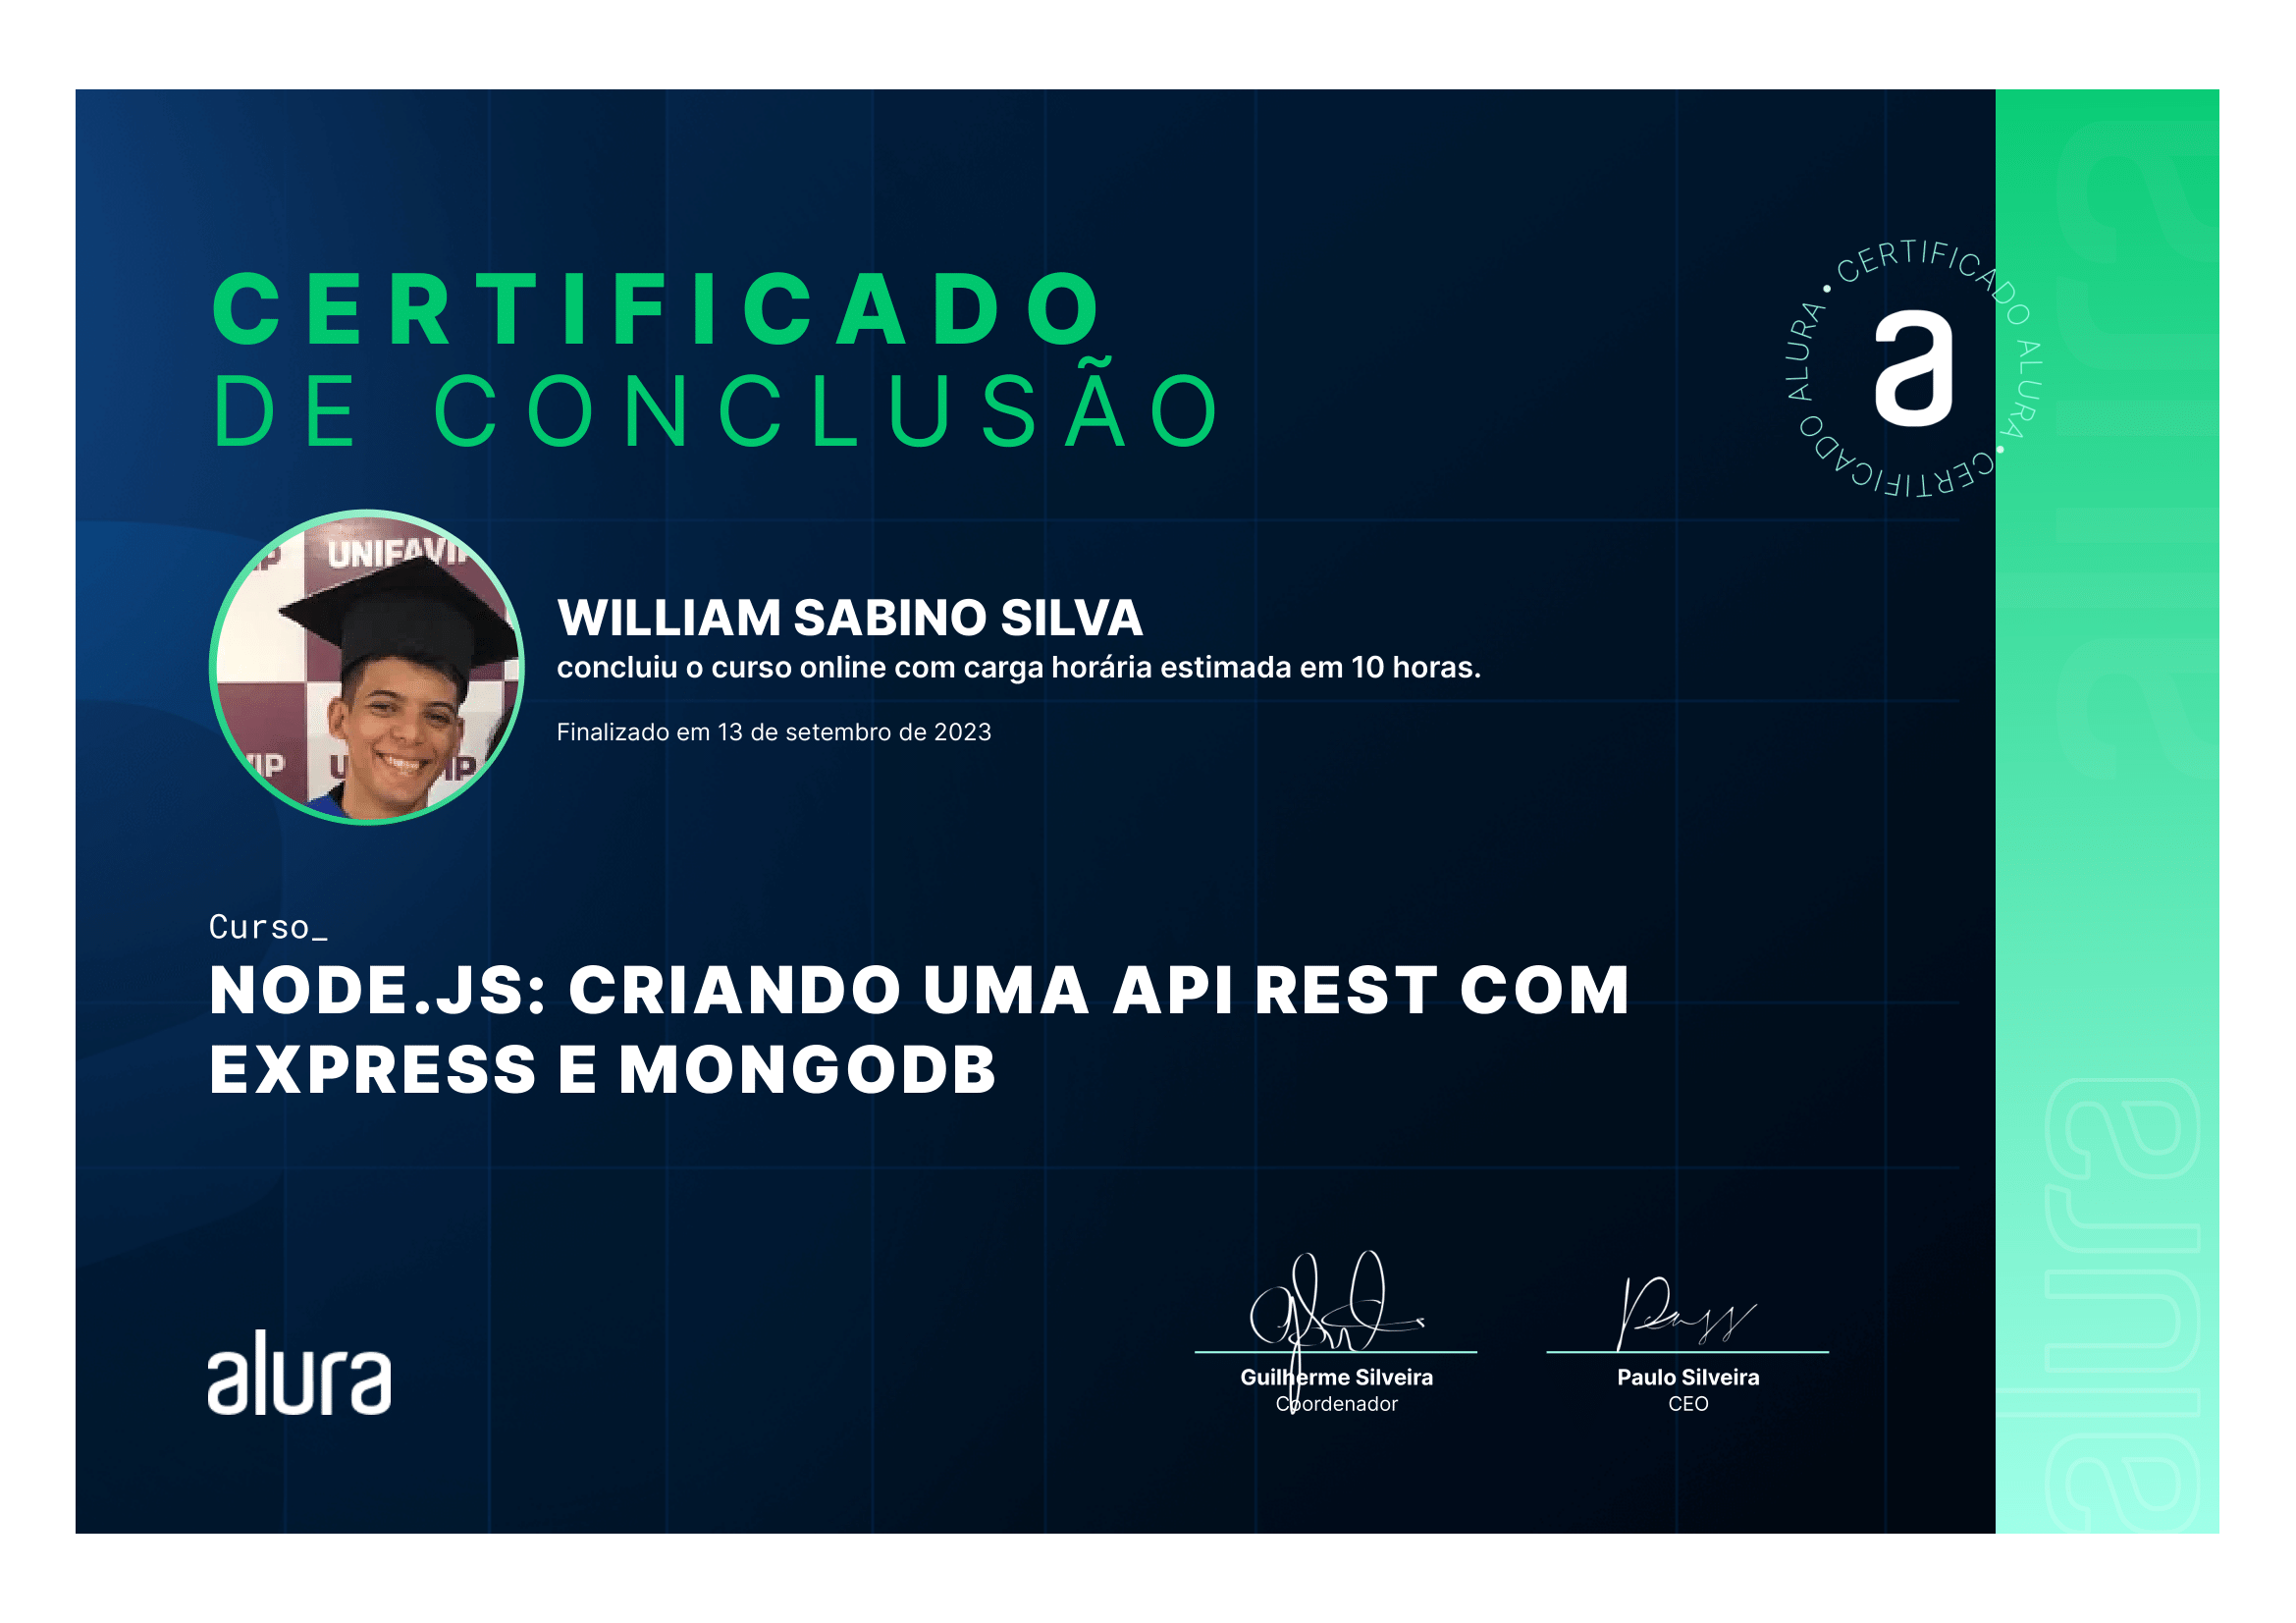 CERTIFICADO
DE CONCLUSÃO
CERTIFICADO ALURA • CERTIFICADO ALURA •
a
UNIFAVIP
WILLIAM SABINO SILVA
concluiu o curso online com carga horária estimada em 10 horas.
Finalizado em 13 de setembro de 2023
Curso_
NODE.JS: CRIANDO UMA API REST COM
EXPRESS E MONGODB
alura
Guilherme Silveira
Coordenador
Paulo Silveira
CEO
alura
alura